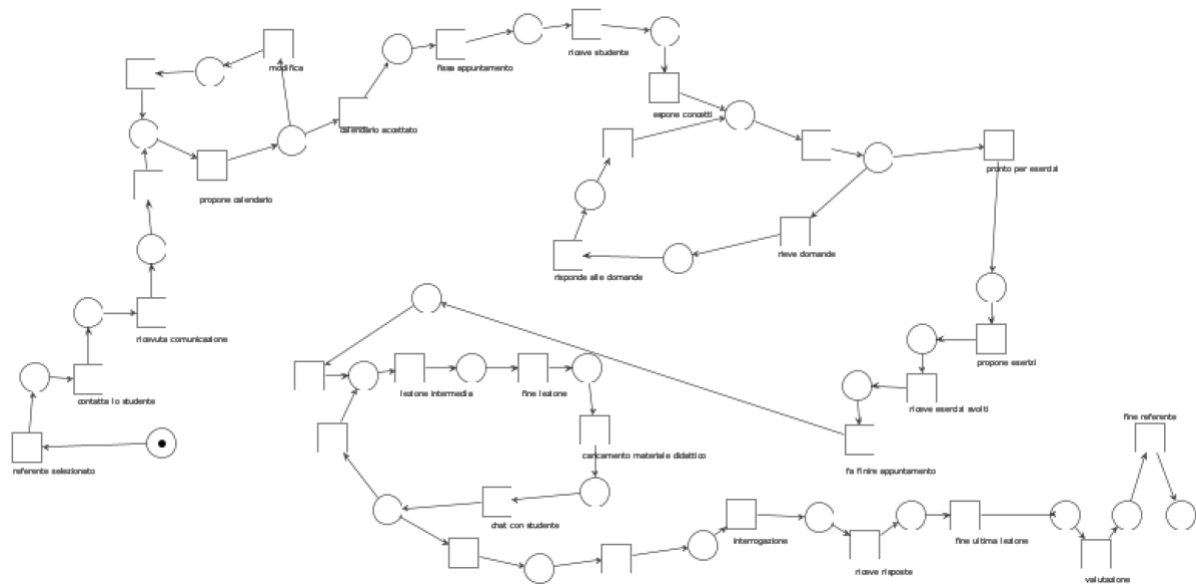 modifica
fissa appuntamento
riceve studente
calendario accettato
espone concetti
pronto per esercizi
propone calendario
risponde alle domande
rieve domande
ricevuta comunicazione
propone eserizi
contatta lo studente
lezione intermedia
fine lezione
riceve esercizi svolti
fine referente
referente selezionato
caricamento materiale didattico
fa finire appuntamento
chat con studente
interrogazione
fine ultima lezione
riceve risposte
valutazione